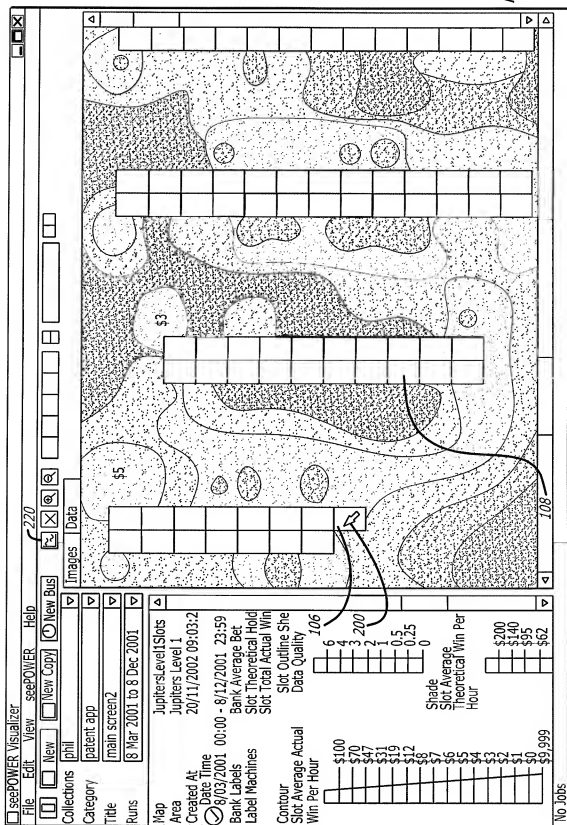 seePOWER Visualizer
File Edit View seePOWER Help
220
New New Copy New Bus
Collections phil
Category patent app
Title main screen2
Runs 8 Mar 2001 to 8 Dec 2001
Images Data
Map JupitersLevel1Slots
Area Jupiters Level 1
Created At 20/11/2002 09:03:2
Date Time
8/03/2001 00:00 - 8/12/2001 23:59
Bank Labels Bank Average Bet
Label Machines Slot Theoretical Hold
Slot Total Actual Win
Contour
Slot Average Actual
Win Per Hour
$100
$70
$47
$31
$19
$12
$8
$7
$6
$5
$4
$3
$2
$1
$0
$9,999
Slot Outline She
Data Quality
6
4
3
2
1
0.5
0.25
0
Shade
Slot Average
Theoretical Win Per
Hour
$200
$140
$95
$62
$5
$3
106
200
108
No Jobs